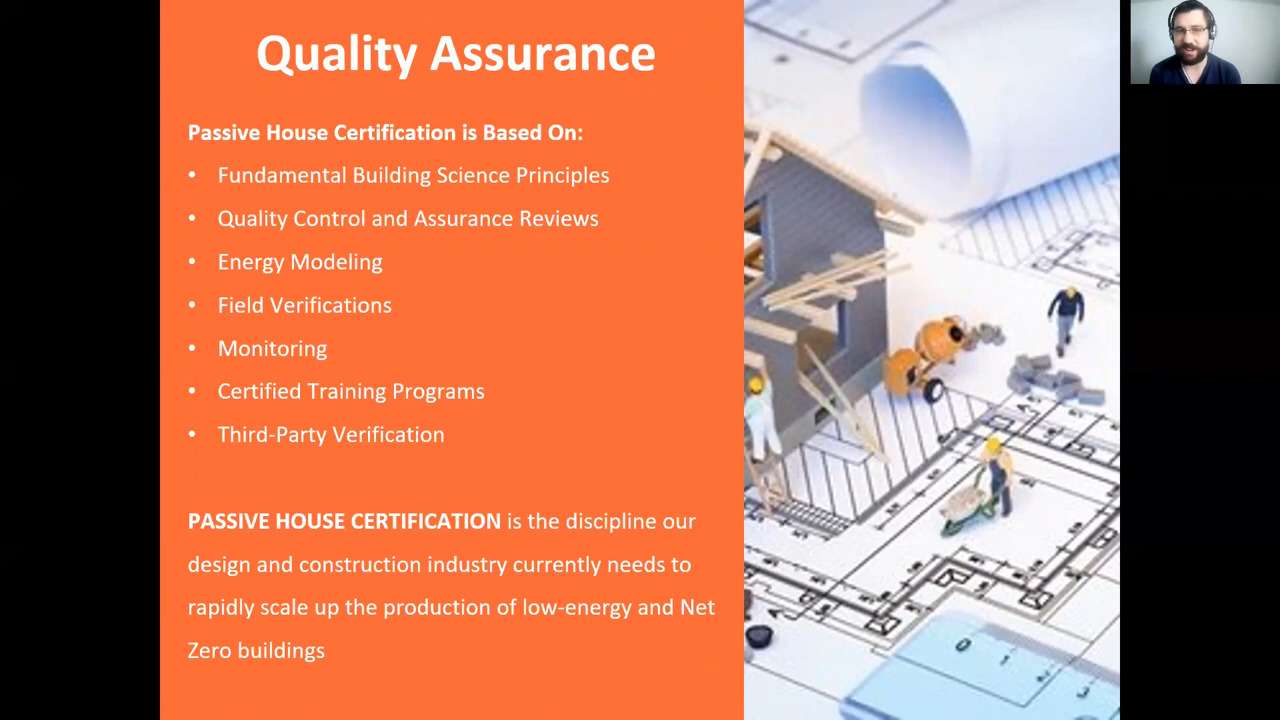 Quality Assurance
Passive House Certification is Based On:
• Fundamental Building Science Principles
• Quality Control and Assurance Reviews
• Energy Modeling
• Field Verifications
• Monitoring
• Certified Training Programs
• Third-Party Verification
PASSIVE HOUSE CERTIFICATION is the discipline our
design and construction industry currently needs to
rapidly scale up the production of low-energy and Net
Zero buildings